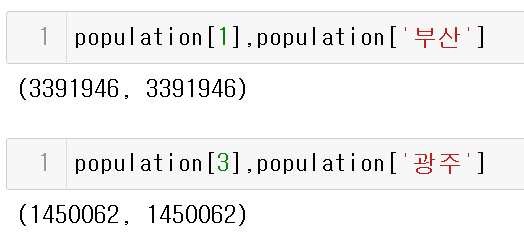 1 population[1],population['부산']
(3391946, 3391946)
1 population[3],population['광주']
(1450062, 1450062)